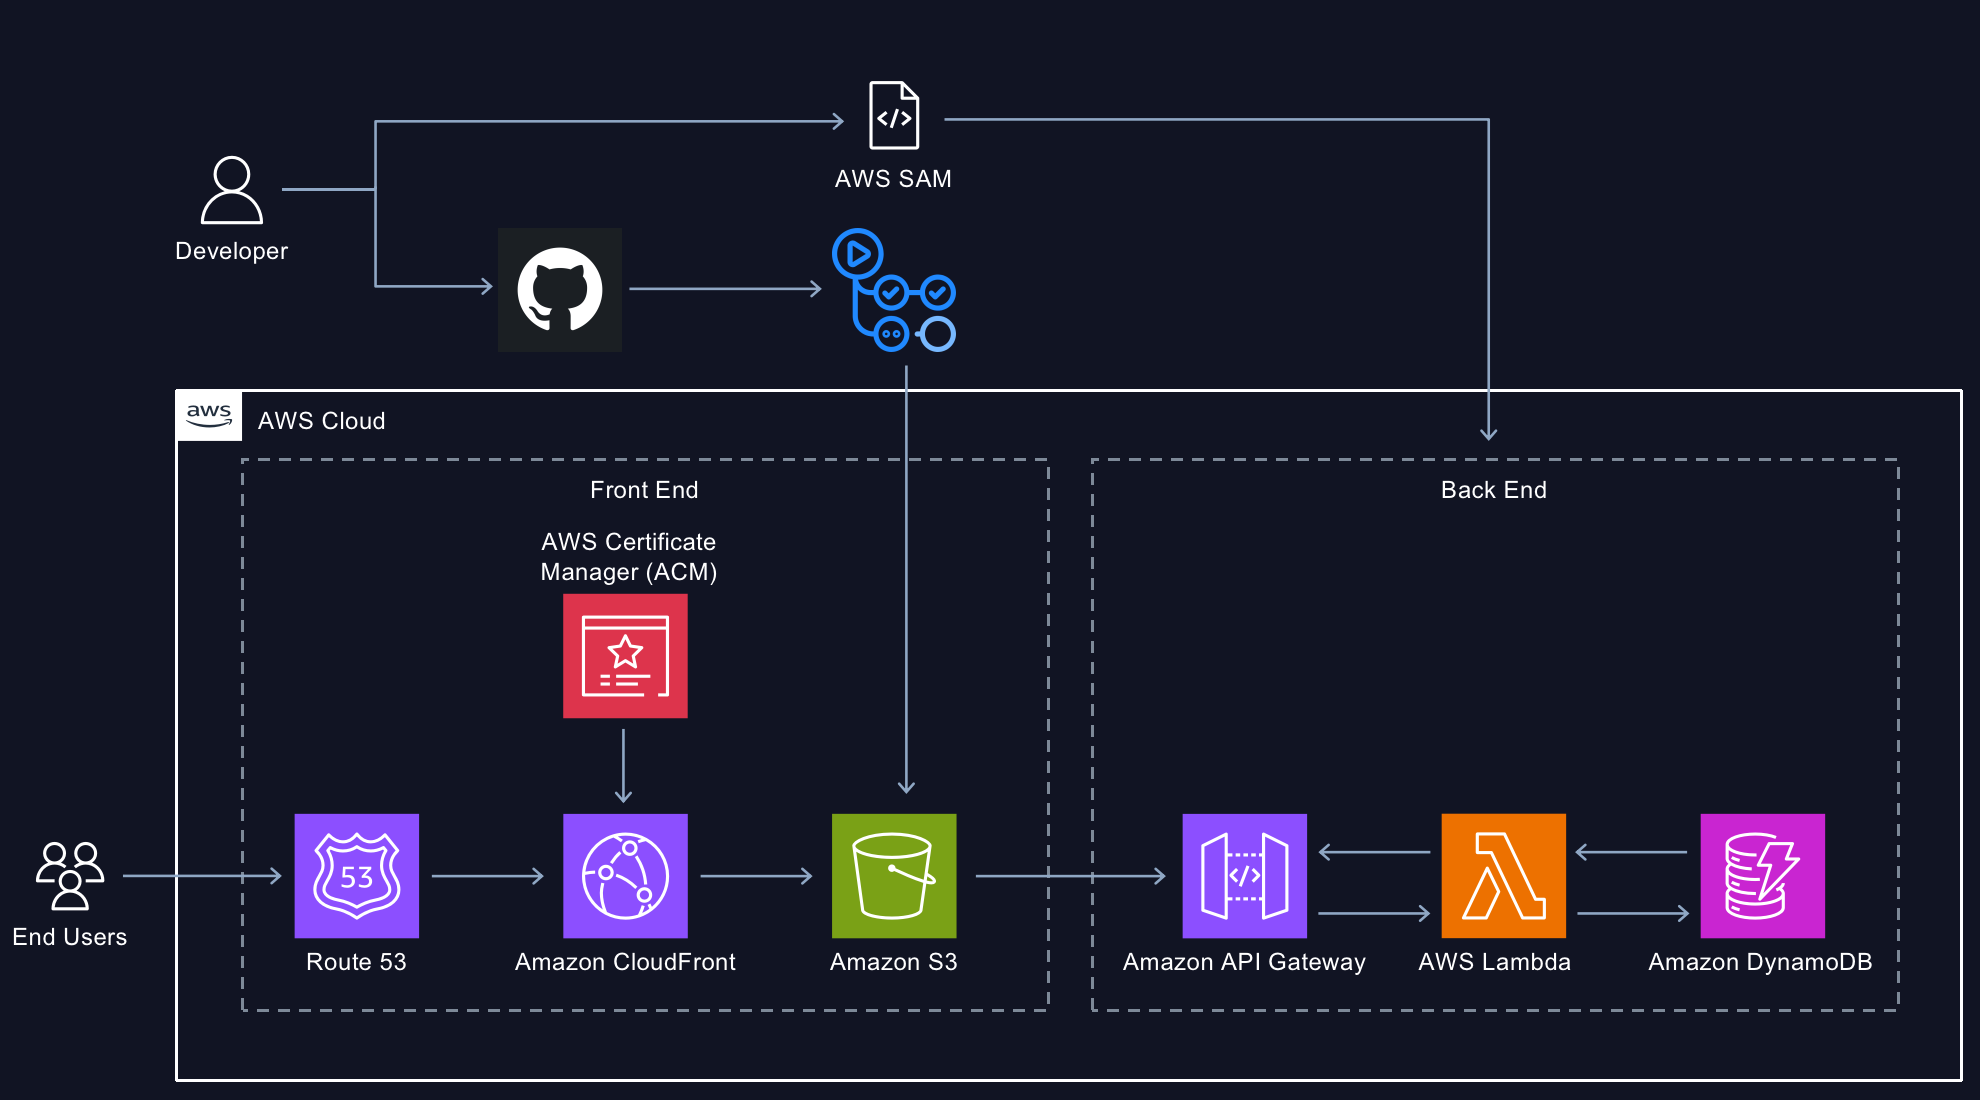 AWS SAM
Developer
aws
AWS Cloud
Front End
Back End
AWS Certificate
Manager (ACM)
53
End Users
Route 53
Amazon CloudFront
Amazon S3
Amazon API Gateway
AWS Lambda
Amazon DynamoDB